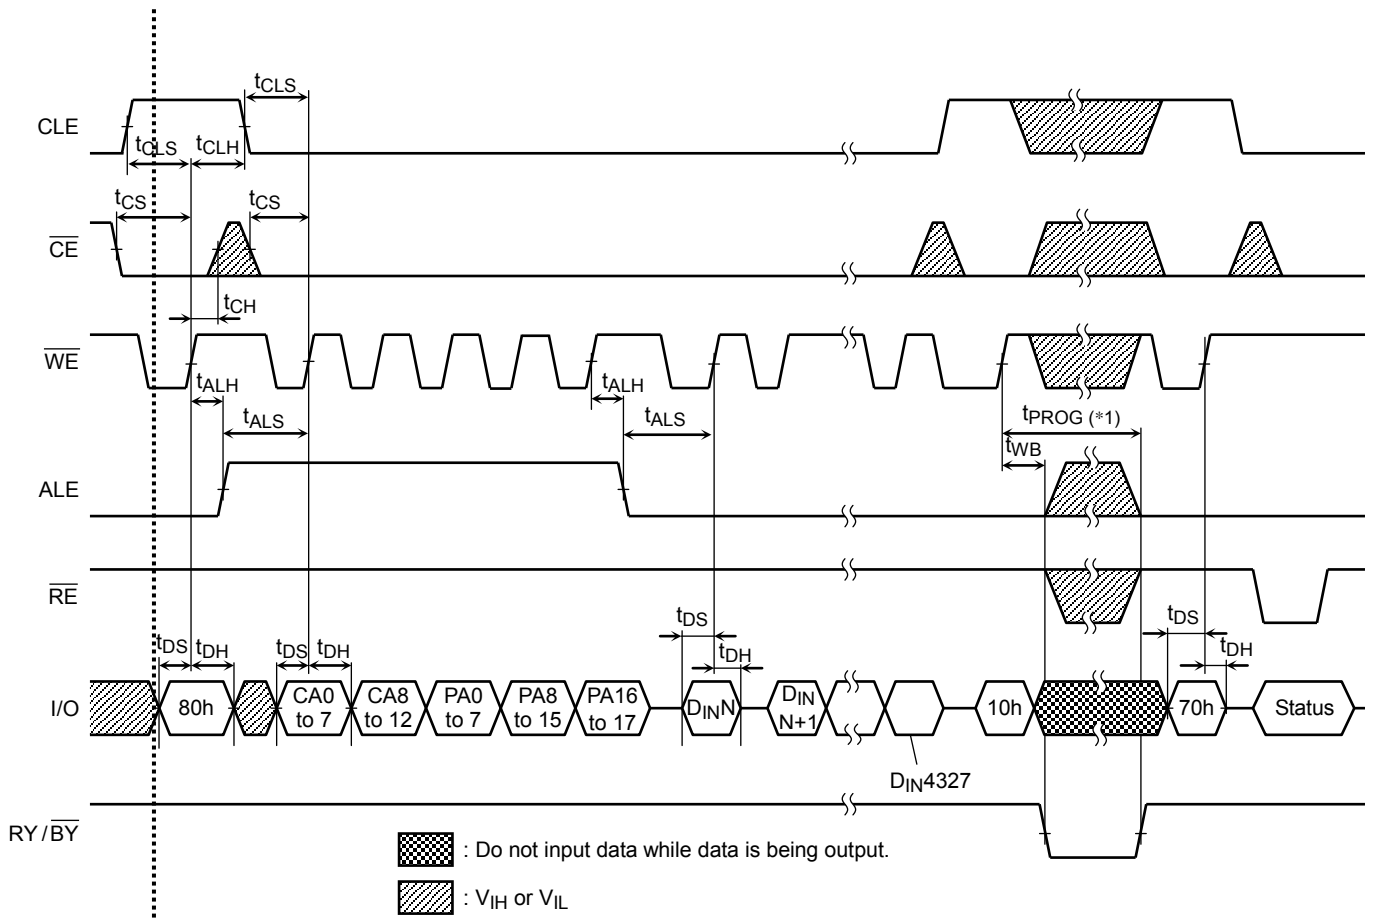 tCLS
CLE
tCLS
tCLH
tCS
tCS
CE
tCH
WE
tALH
tALH
tALS
tALS
tPROG (*1)
tWB
ALE
RE
tDS
tDH
tDS
tDH
tDS
tDH
tDS
tDH
I/O
80h
CA0 to 7
CA8 to 12
PA0 to 7
PA8 to 15
PA16 to 17
DINN
DIN N+1
10h
70h
Status
DIN4327
RY/BY
: Do not input data while data is being output.
: VIH or VIL